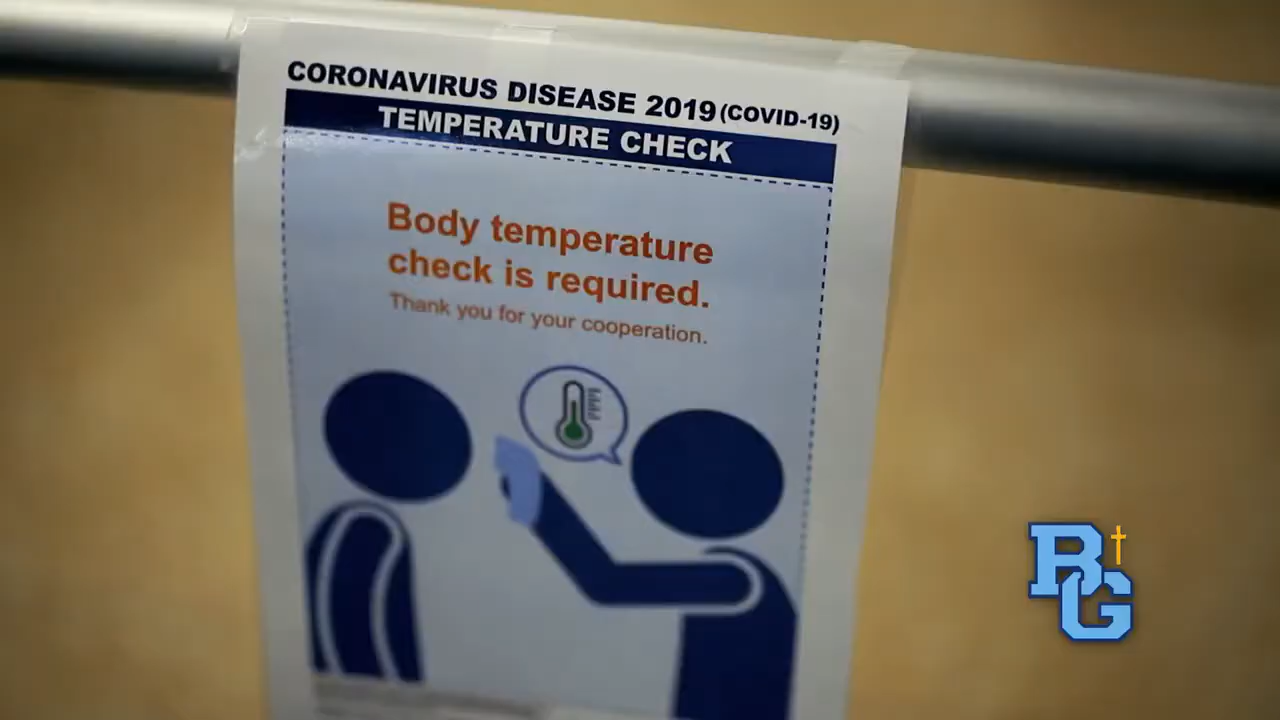 CORONAVIRUS DISEASE 2019 (COVID-19)
TEMPERATURE CHECK
Body temperature
check is required.
Thank you for your cooperation.
BG